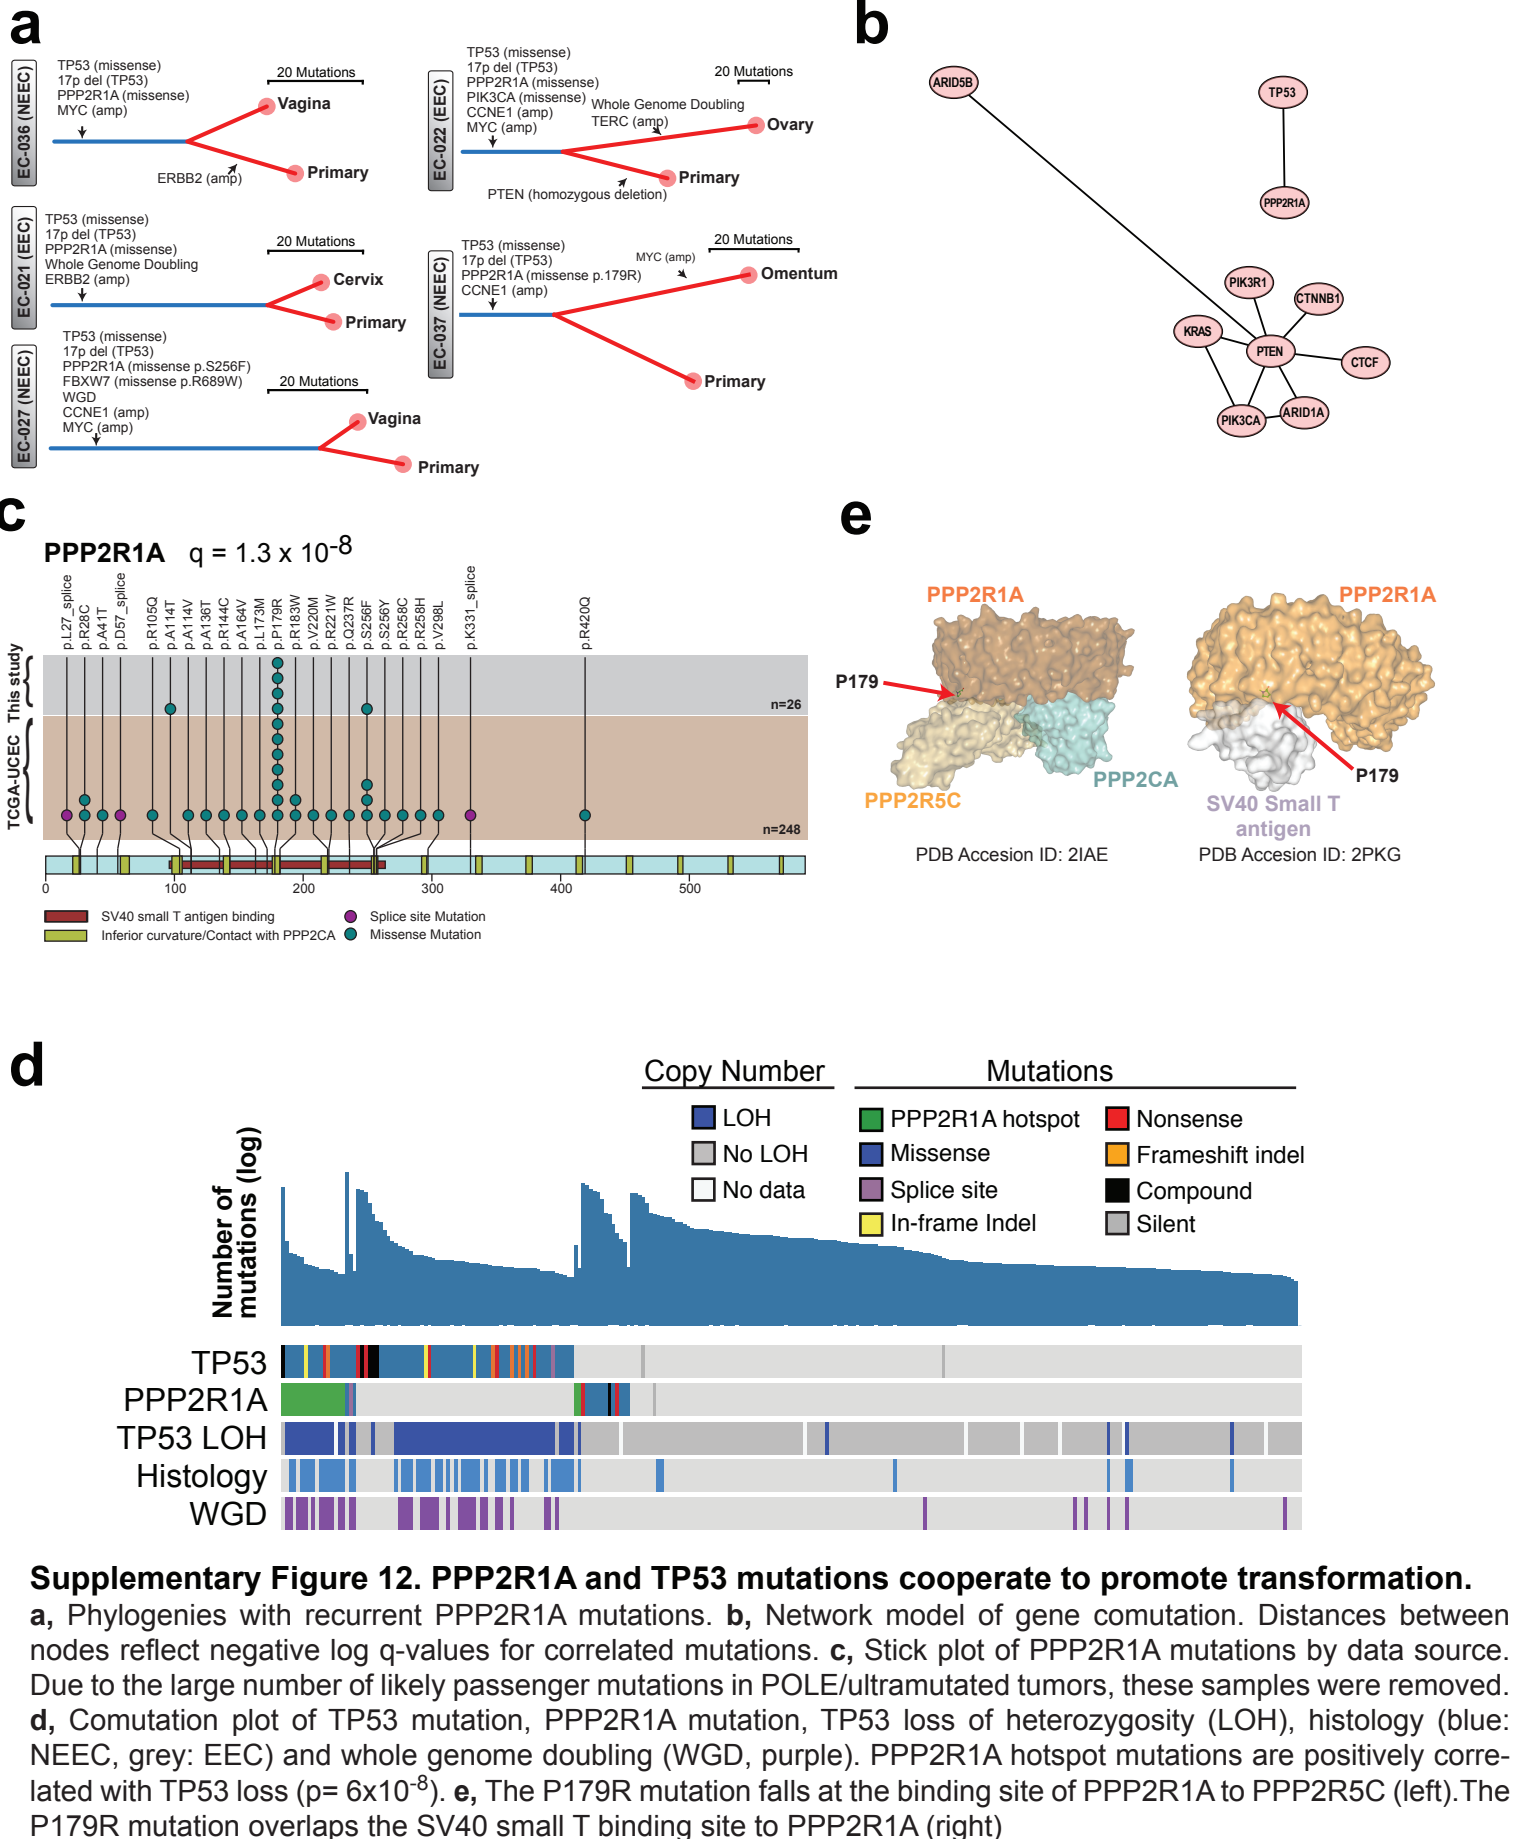 a
EC-036 (NEEC)
TP53 (missense)
17p del (TP53)
PPP2R1A (missense)
MYC (amp)
20 Mutations
Vagina
Primary
ERBB2 (amp)
EC-022 (EEC)
TP53 (missense)
17p del (TP53)
PPP2R1A (missense)
PIK3CA (missense)
CCNE1 (amp)
MYC (amp)
20 Mutations
Whole Genome Doubling
TERC (amp)
Ovary
Primary
PTEN (homozygous deletion)
EC-021 (EEC)
TP53 (missense)
17p del (TP53)
PPP2R1A (missense)
Whole Genome Doubling
ERBB2 (amp)
20 Mutations
Cervix
Primary
EC-037 (NEEC)
TP53 (missense)
17p del (TP53)
PPP2R1A (missense p.179R)
CCNE1 (amp)
MYC (amp)
20 Mutations
Omentum
Primary
EC-027 (NEEC)
TP53 (missense)
17p del (TP53)
PPP2R1A (missense p.S256F)
FBXW7 (missense p.R689W)
WGD
CCNE1 (amp)
MYC (amp)
20 Mutations
Vagina
Primary
b
ARID5B
TP53
PPP2R1A
PIK3R1
CTNNB1
KRAS
PTEN
CTCF
PIK3CA
ARID1A
c
PPP2R1A q = 1.3 x 10-8
p.L27_splice
p.R28C
p.A41T
p.D57_splice
p.R105Q
p.A114T
p.A114V
p.A136T
p.R144C
p.A164V
p.L173M
p.P179R
p.R183W
p.V220M
p.R221W
p.Q237R
p.S256F
p.S256Y
p.R258C
p.R258H
p.V298L
p.K331_splice
p.R420Q
This study
n=26
TCGA-UCEC
n=248
0 100 200 300 400 500
SV40 small T antigen binding
Splice site Mutation
Inferior curvature/Contact with PPP2CA
Missense Mutation
e
PPP2R1A
P179
PPP2CA
PPP2R5C
PDB Accesion ID: 2IAE
PPP2R1A
P179
SV40 Small T
antigen
PDB Accesion ID: 2PKG
d
Copy Number
LOH
No LOH
No data
Mutations
PPP2R1A hotspot
Missense
Splice site
In-frame Indel
Nonsense
Frameshift indel
Compound
Silent
Number of
mutations (log)
TP53
PPP2R1A
TP53 LOH
Histology
WGD
Supplementary Figure 12. PPP2R1A and TP53 mutations cooperate to promote transformation.
a, Phylogenies with recurrent PPP2R1A mutations. b, Network model of gene comutation. Distances between
nodes reflect negative log q-values for correlated mutations. c, Stick plot of PPP2R1A mutations by data source.
Due to the large number of likely passenger mutations in POLE/ultramutated tumors, these samples were removed.
d, Comutation plot of TP53 mutation, PPP2R1A mutation, TP53 loss of heterozygosity (LOH), histology (blue:
NEEC, grey: EEC) and whole genome doubling (WGD, purple). PPP2R1A hotspot mutations are positively corre-
lated with TP53 loss (p= 6x10-8). e, The P179R mutation falls at the binding site of PPP2R1A to PPP2R5C (left).The
P179R mutation overlaps the SV40 small T binding site to PPP2R1A (right)